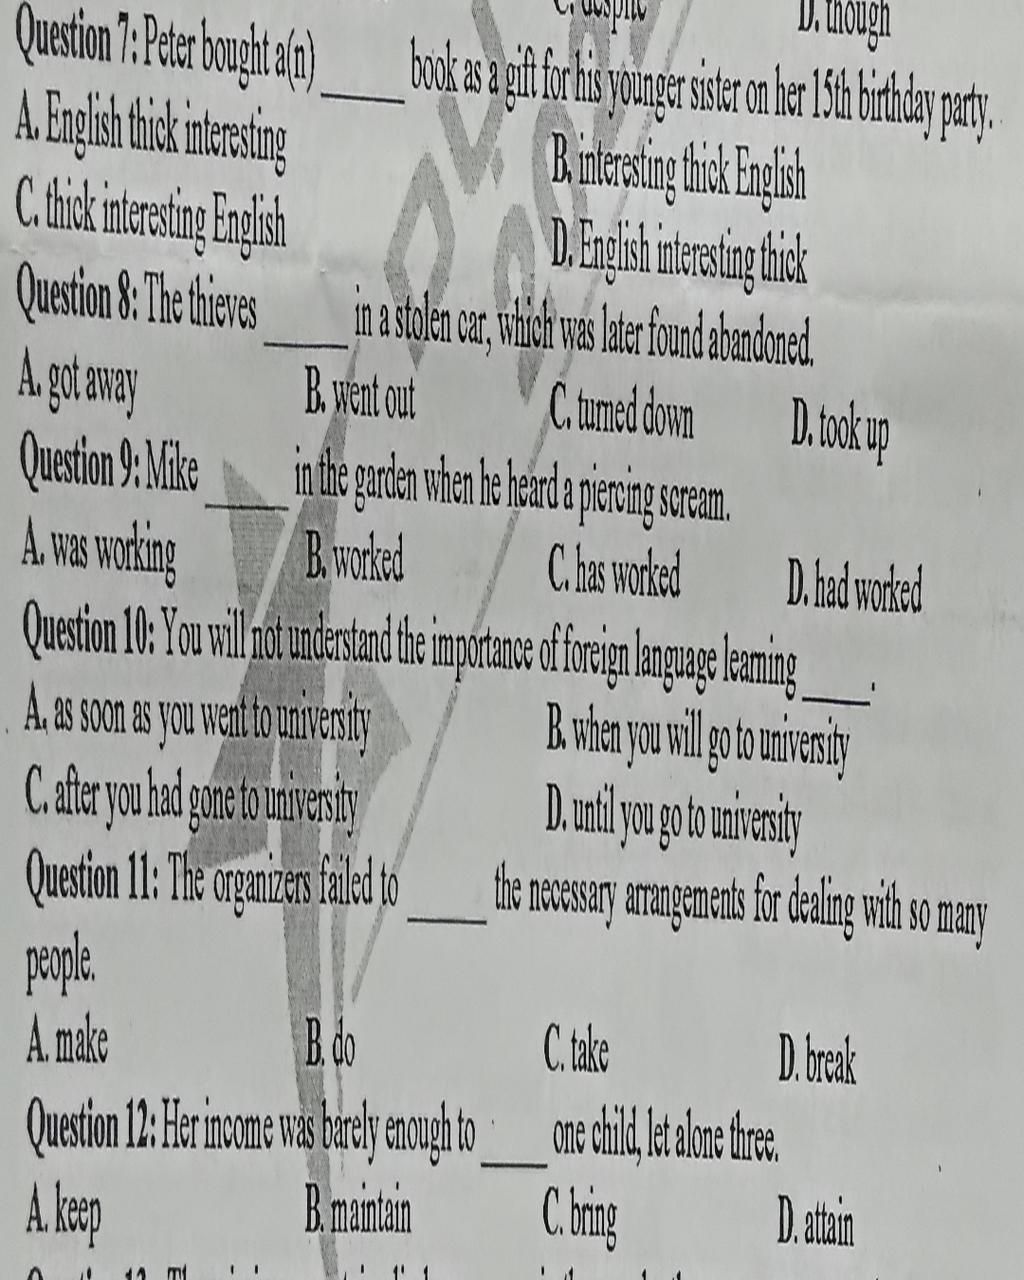 C. despite D. though
Question 7: Peter bought a(n) _____ book as a gift for his younger sister on her 15th birthday party.
A. English thick interesting B. interesting thick English
C. thick interesting English D. English interesting thick
Question 8: The thieves _____ in a stolen car, which was later found abandoned.
A. got away B. went out C. turned down D. took up
Question 9: Mike _____ in the garden when he heard a piercing scream.
A. was working B. worked C. has worked D. had worked
Question 10: You will not understand the importance of foreign language learning _____.
A. as soon as you went to university B. when you will go to university
C. after you had gone to university D. until you go to university
Question 11: The organizers failed to _____ the necessary arrangements for dealing with so many
people.
A. make B. do C. take D. break
Question 12: Her income was barely enough to _____ one child, let alone three.
A. keep B. maintain C. bring D. attain